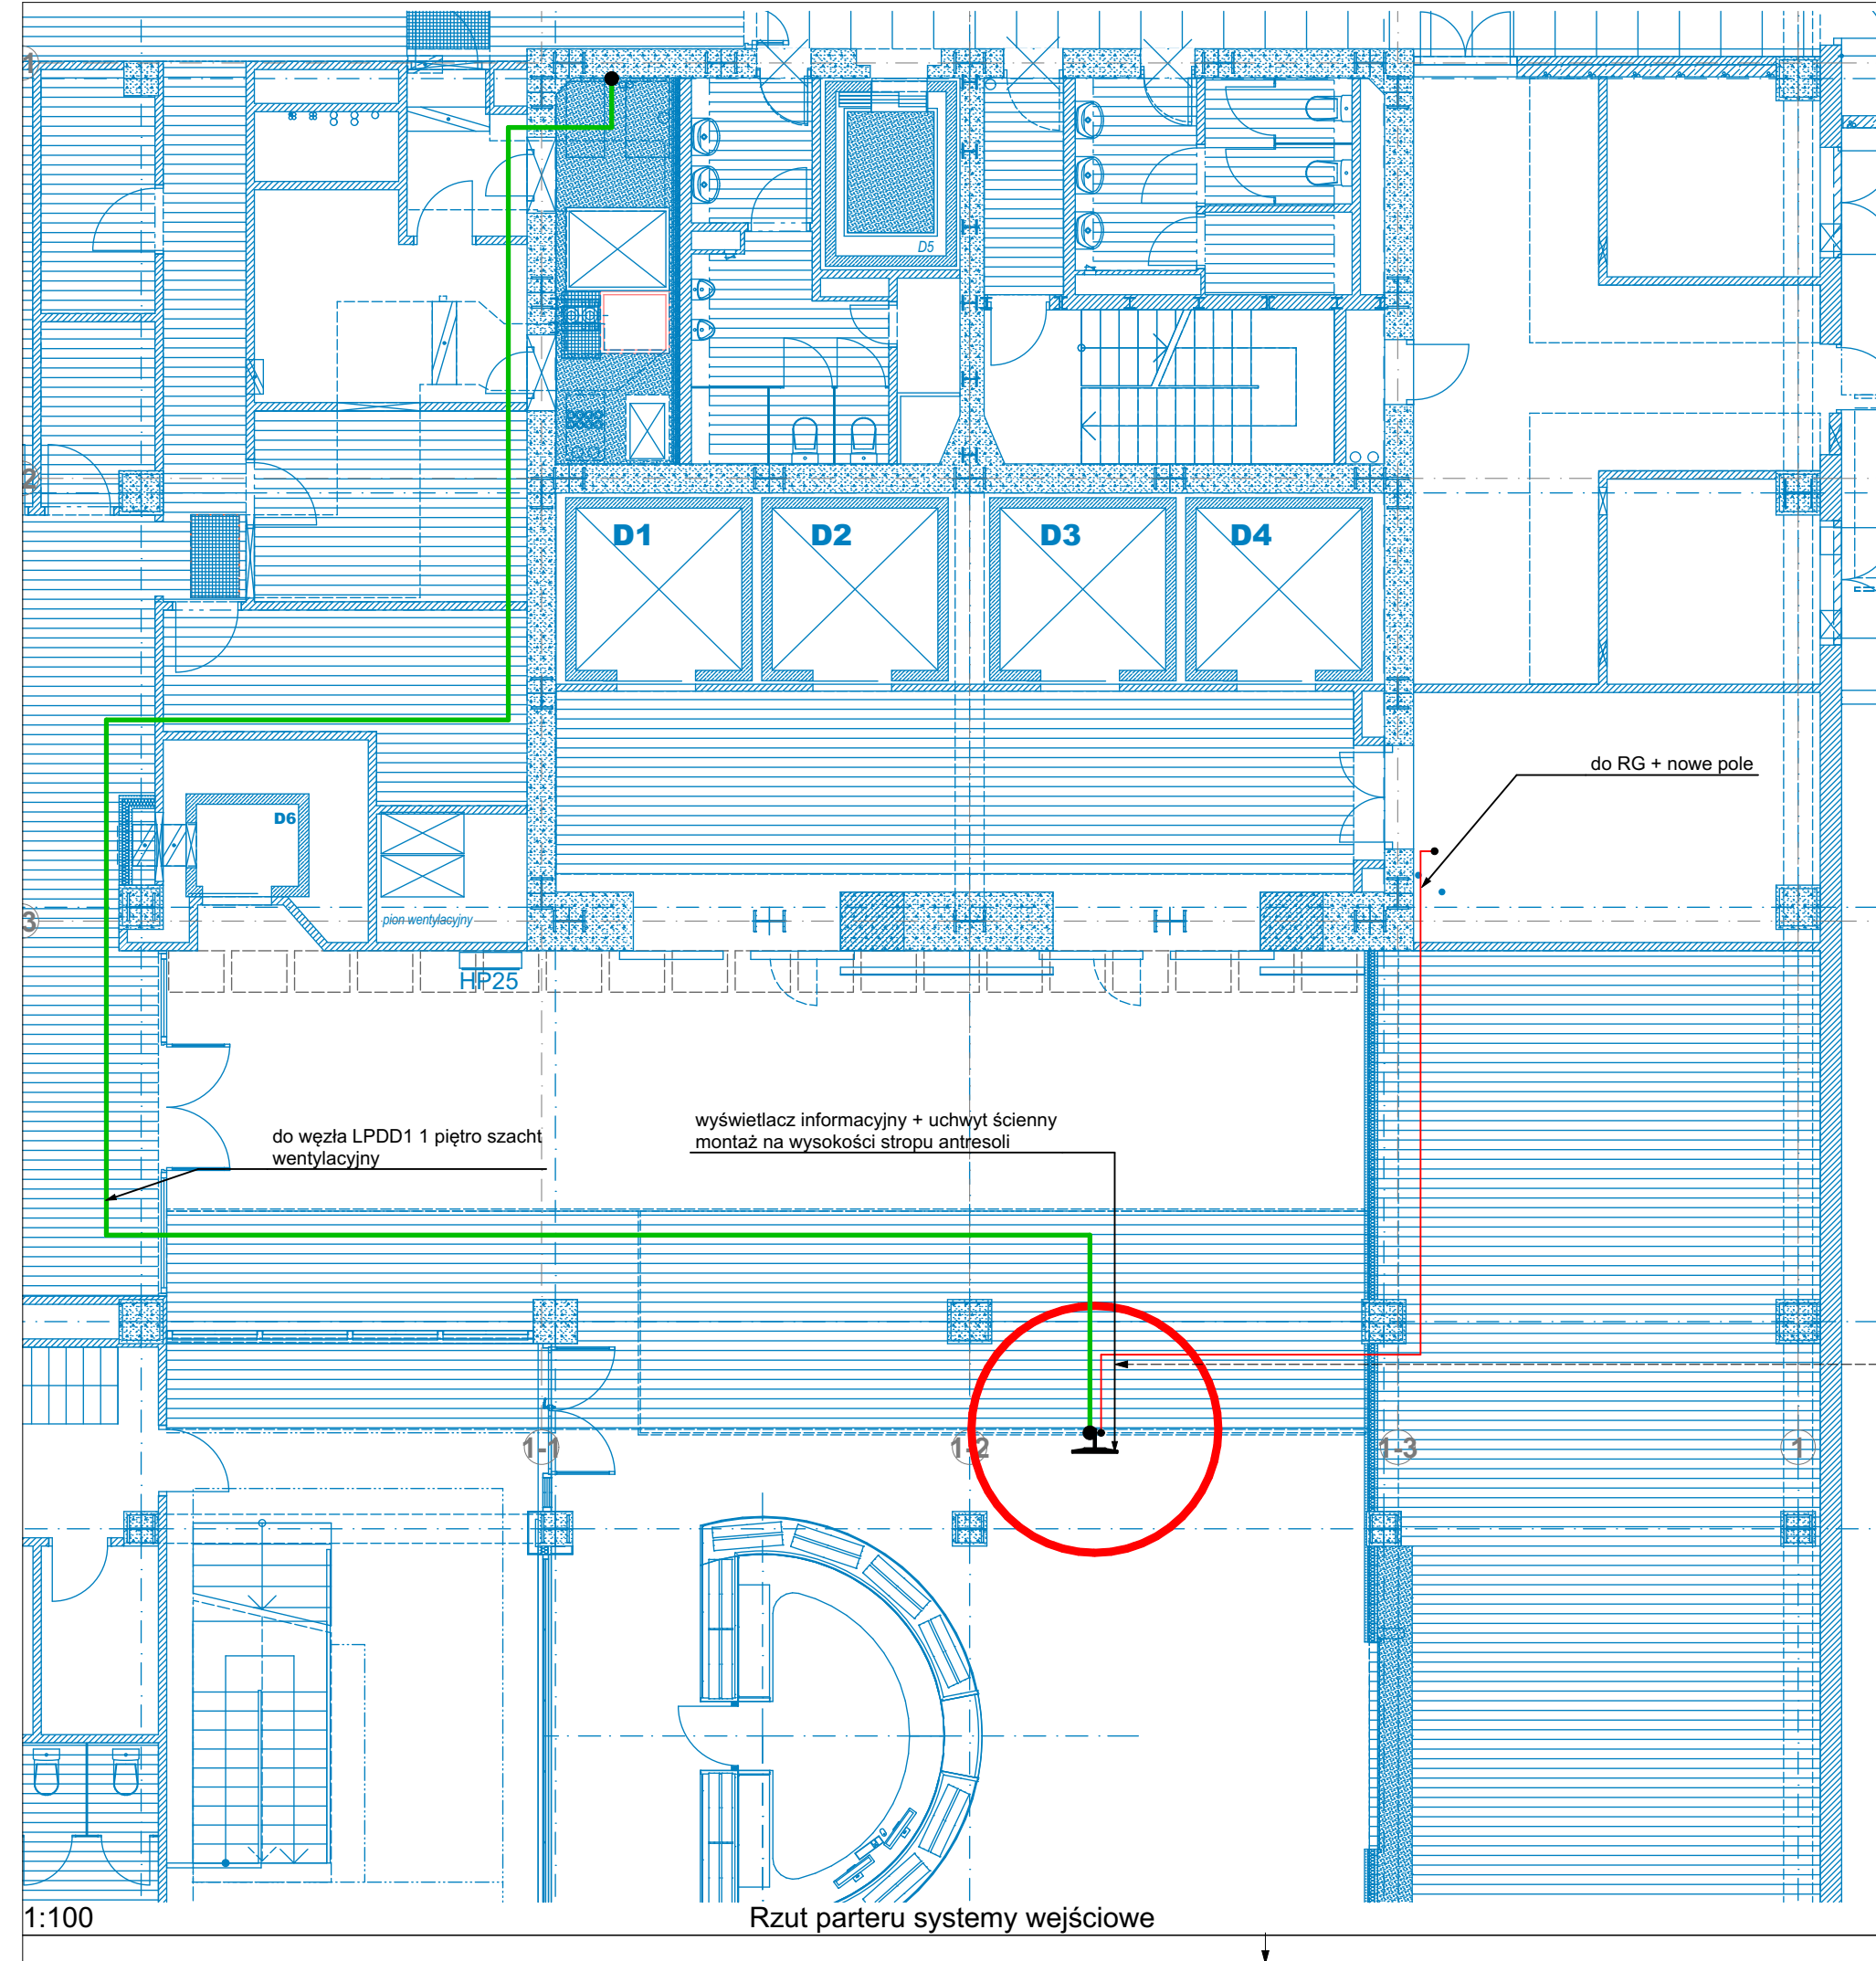 1
D5
2
D1
D2
D3
D4
do RG + nowe pole
D6
3
pion wentylacyjny
HP25
wyświetlacz informacyjny + uchwyt ścienny
montaż na wysokości stropu antresoli
do węzła LPDD1 1 piętro szacht
wentylacyjny
1-1
1-2
1-3
1
1:100
Rzut parteru systemy wejściowe